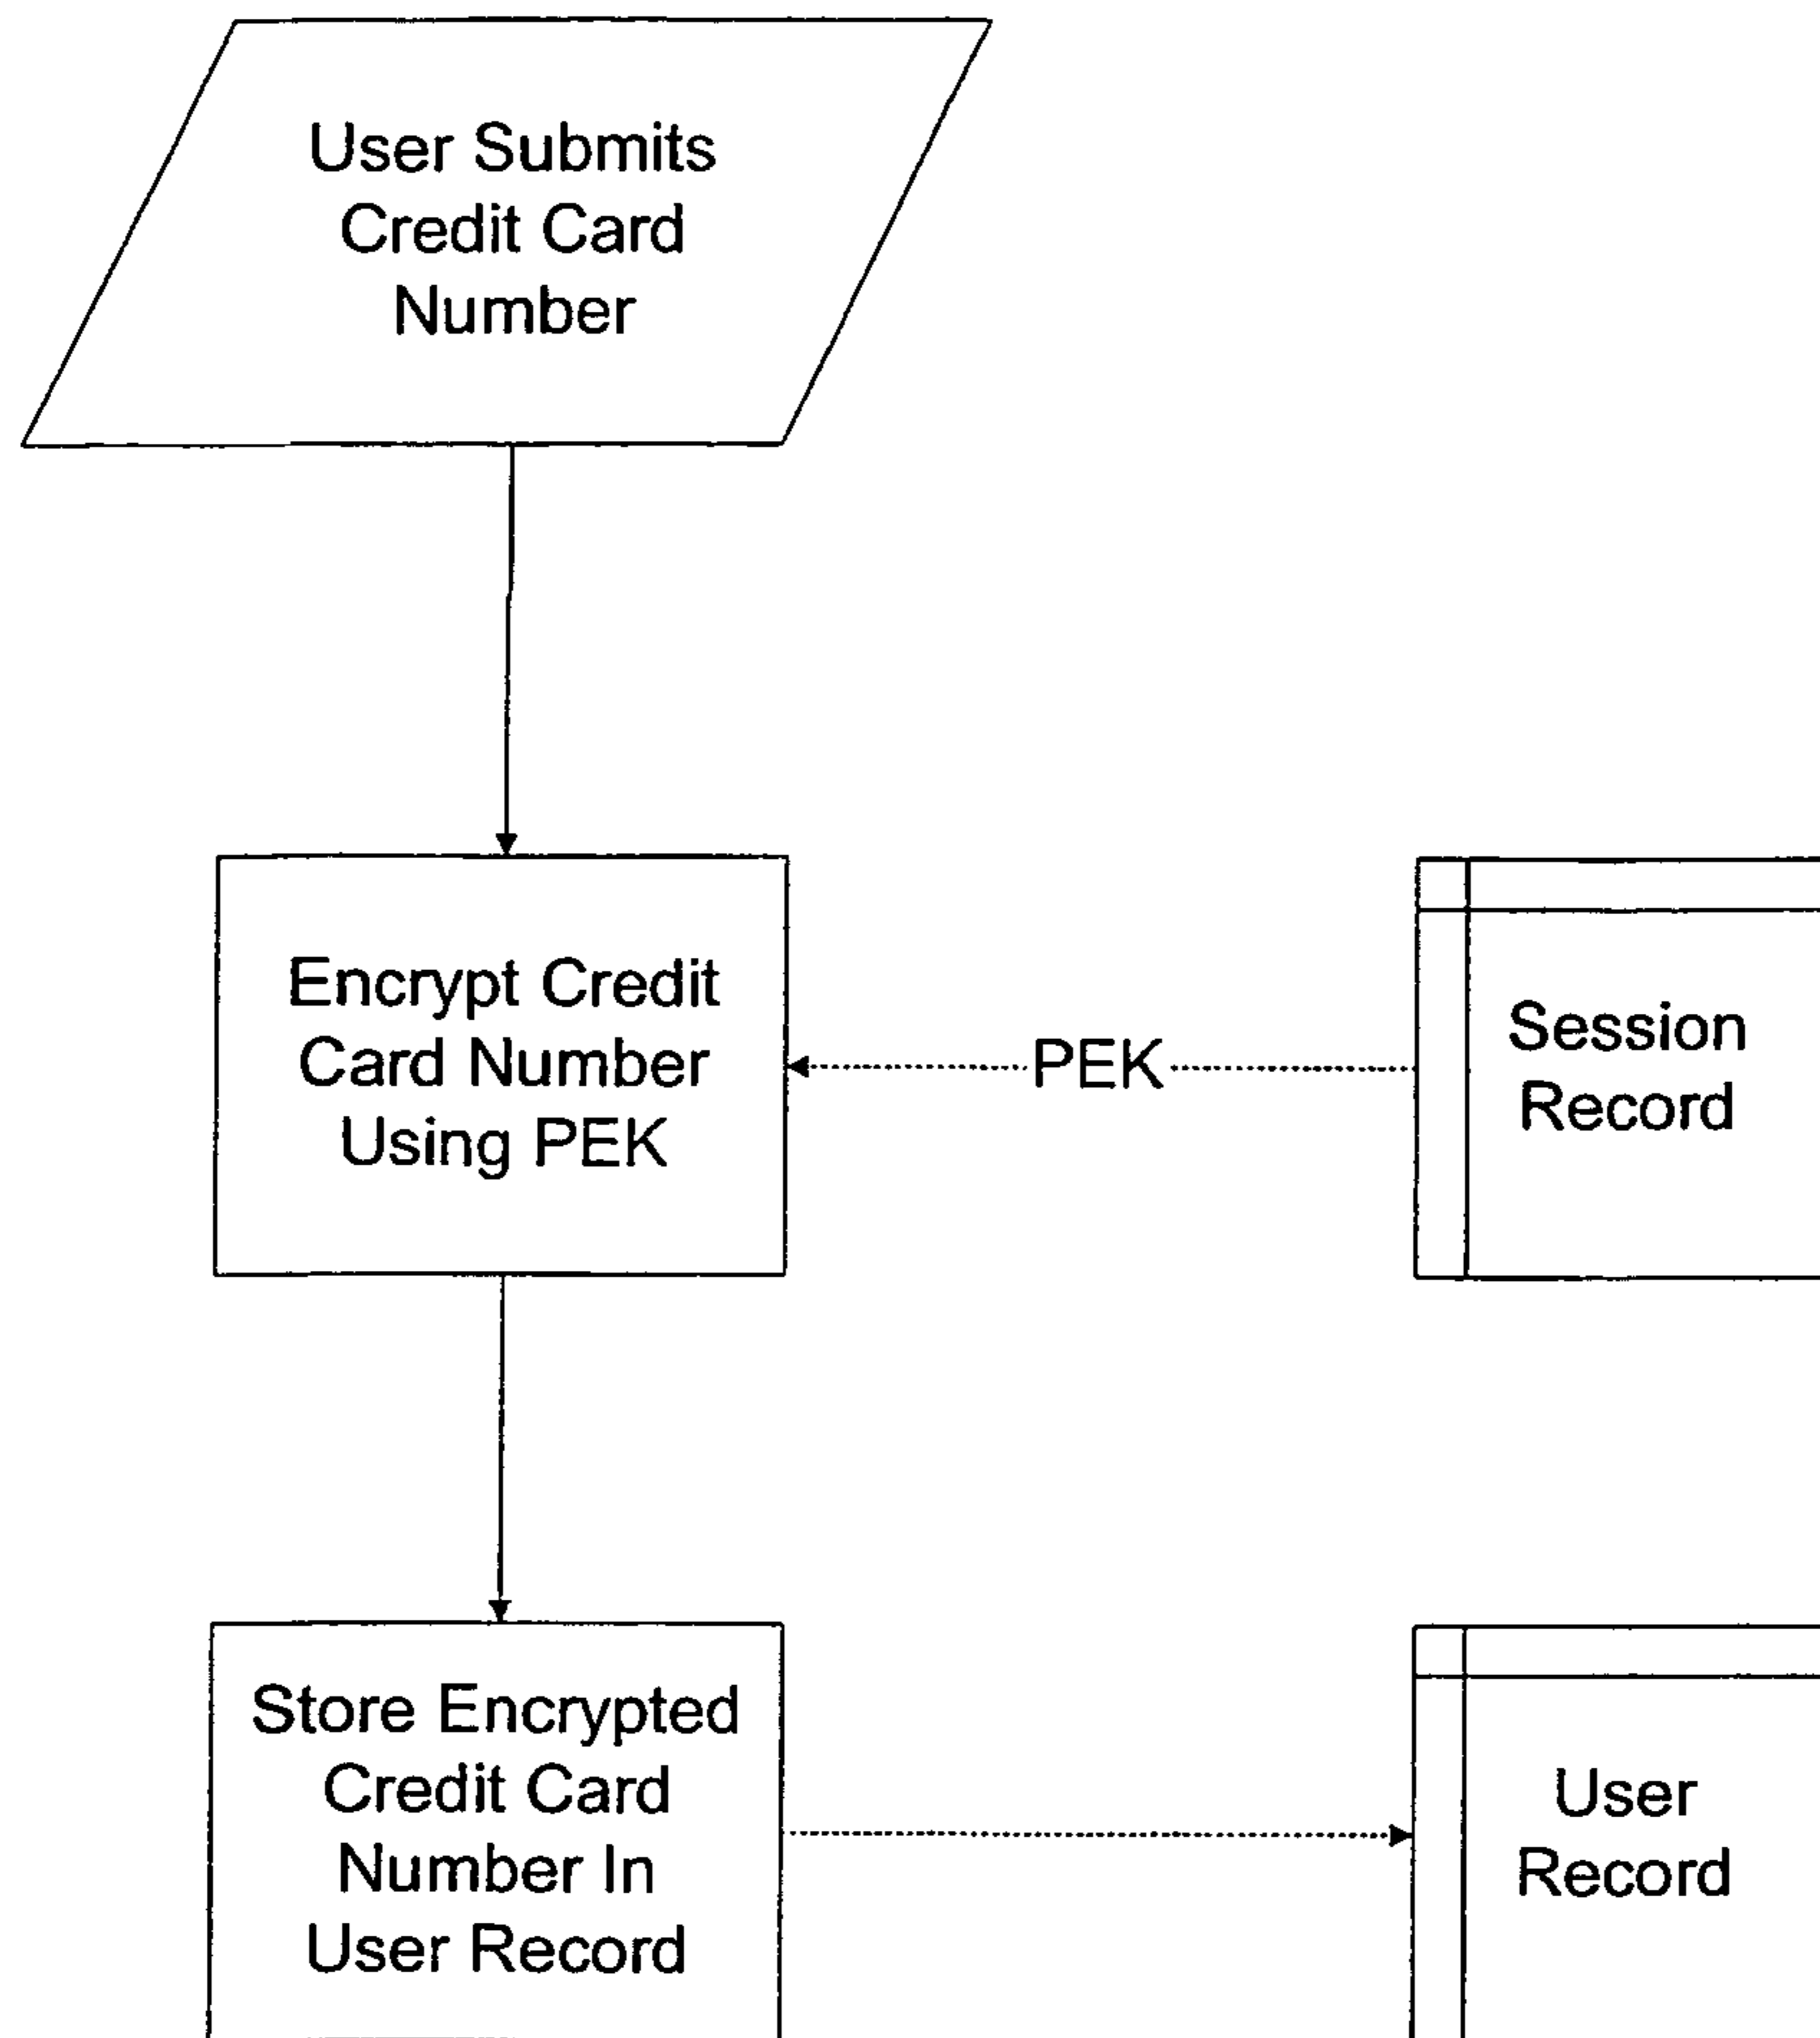 User Submits
Credit Card
Number
Encrypt Credit
Card Number
Using PEK
PEK
Session
Record
Store Encrypted
Credit Card
Number In
User Record
User
Record